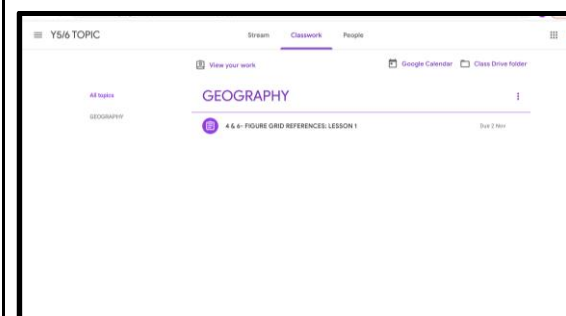 Y5/6 TOPIC
Stream
Classwork
People
View your work
Google Calendar
Class Drive folder
All topics
GEOGRAPHY
GEOGRAPHY
4 & 6- FIGURE GRID REFERENCES: LESSON 1
Due 2 Nov